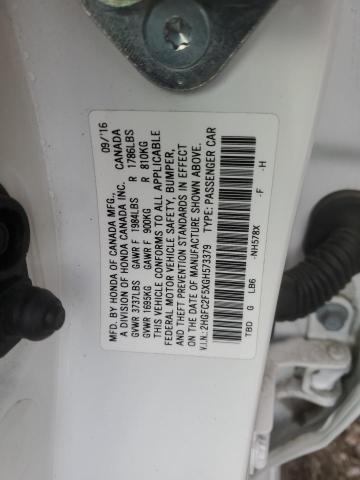 MFD. BY HONDA OF CANADA MFG., 09/'16
A DIVISION OF HONDA CANADA INC. CANADA
GVWR 3737LBS GAWR F 1984LBS R 1786LBS
GVWR 1695KG GAWR F 900KG R 810KG
THIS VEHICLE CONFORMS TO ALL APPLICABLE
FEDERAL MOTOR VEHICLE SAFETY, BUMPER,
AND THEFT PREVENTION STANDARDS IN EFFECT
ON THE DATE OF MANUFACTURE SHOWN ABOVE.
V.I.N.: 2HGFC2F5XGH573379 TYPE: PASSENGER CAR
TBD G LB6 -NH578X -F -H